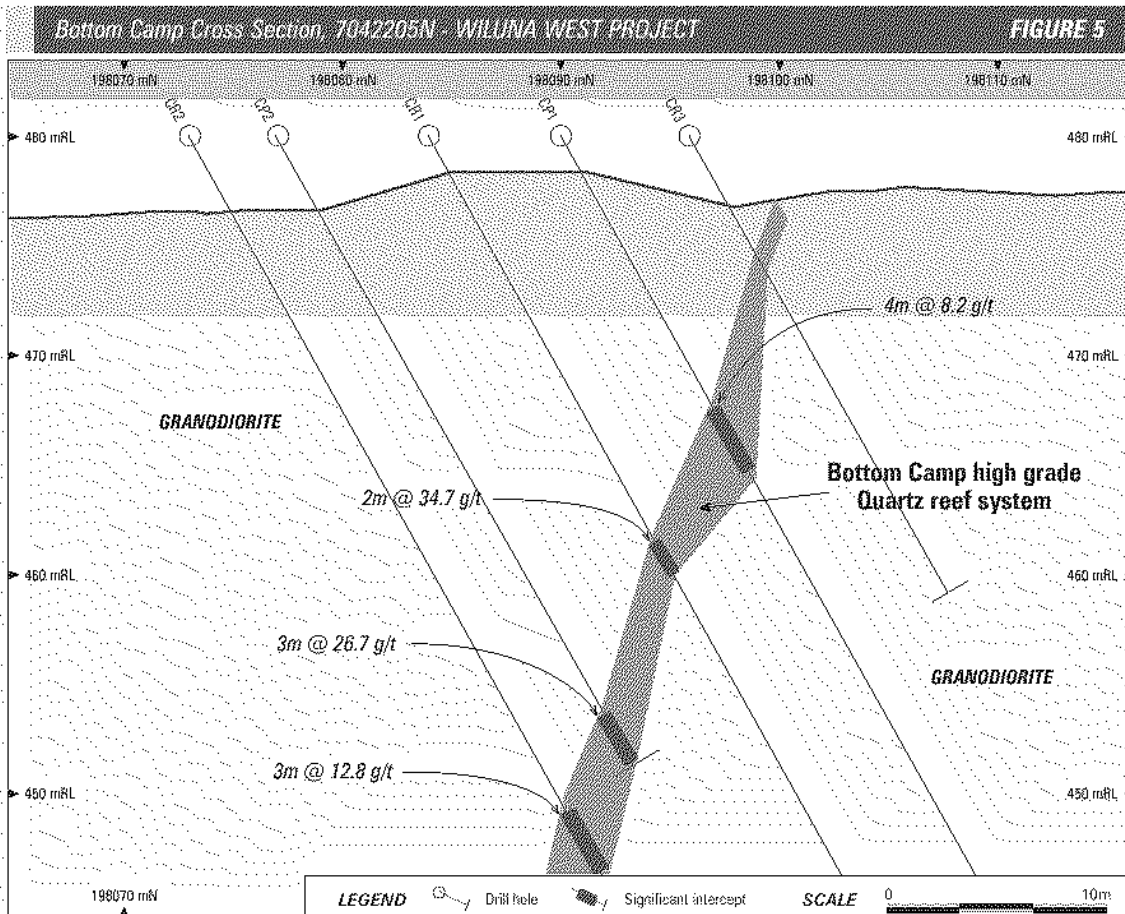 Bottom Camp Cross Section, 7042205N - WILUNA WEST PROJECT
FIGURE 5
198070 mN
198080 mN
198090 mN
198100 mN
198110 mN
CR2
CP2
CR1
CP1
CR3
480 mRL
480 mRL
4m @ 8.2 g/t
470 mRL
470 mRL
GRANODIORITE
Bottom Camp high grade
Quartz reef system
2m @ 34.7 g/t
460 mRL
460 mRL
3m @ 26.7 g/t
GRANODIORITE
3m @ 12.8 g/t
450 mRL
450 mRL
198070 mN
LEGEND
Drill hole
Significant intercept
SCALE
0
10m